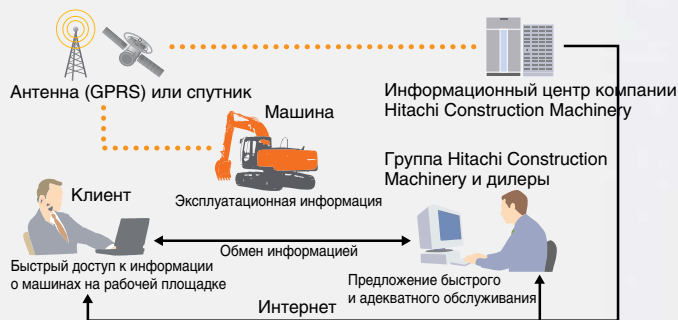 Антенна (GPRS) или спутник
Информационный центр компании
Hitachi Construction Machinery
Машина
Эксплуатационная информация
Группа Hitachi Construction
Machinery и дилеры
Клиент
Обмен информацией
Быстрый доступ к информации
о машинах на рабочей площадке
Предложение быстрого
и адекватного обслуживания
Интернет